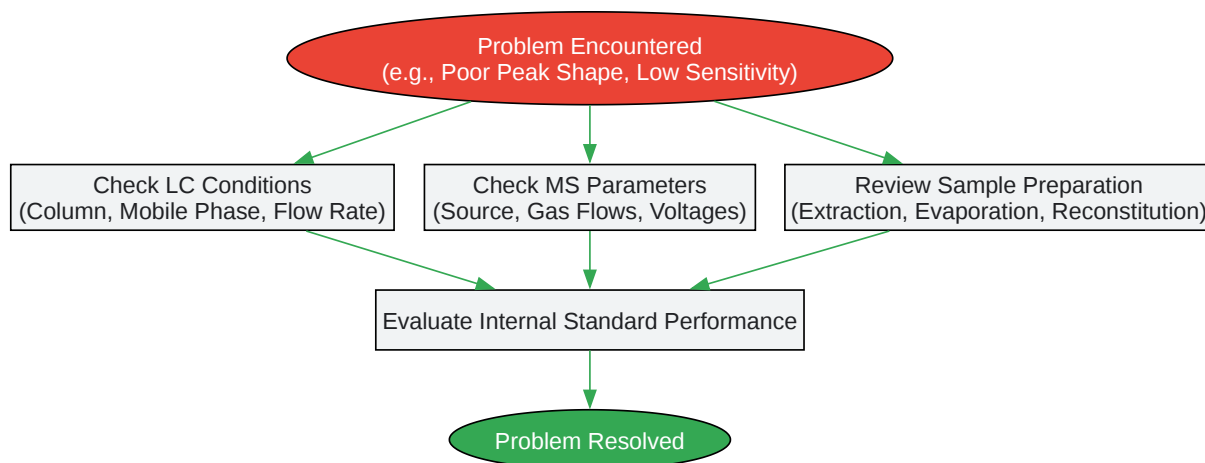 Problem Encountered
(e.g., Poor Peak Shape, Low Sensitivity)
Check LC Conditions
(Column, Mobile Phase, Flow Rate)
Check MS Parameters
(Source, Gas Flows, Voltages)
Review Sample Preparation
(Extraction, Evaporation, Reconstitution)
Evaluate Internal Standard Performance
Problem Resolved